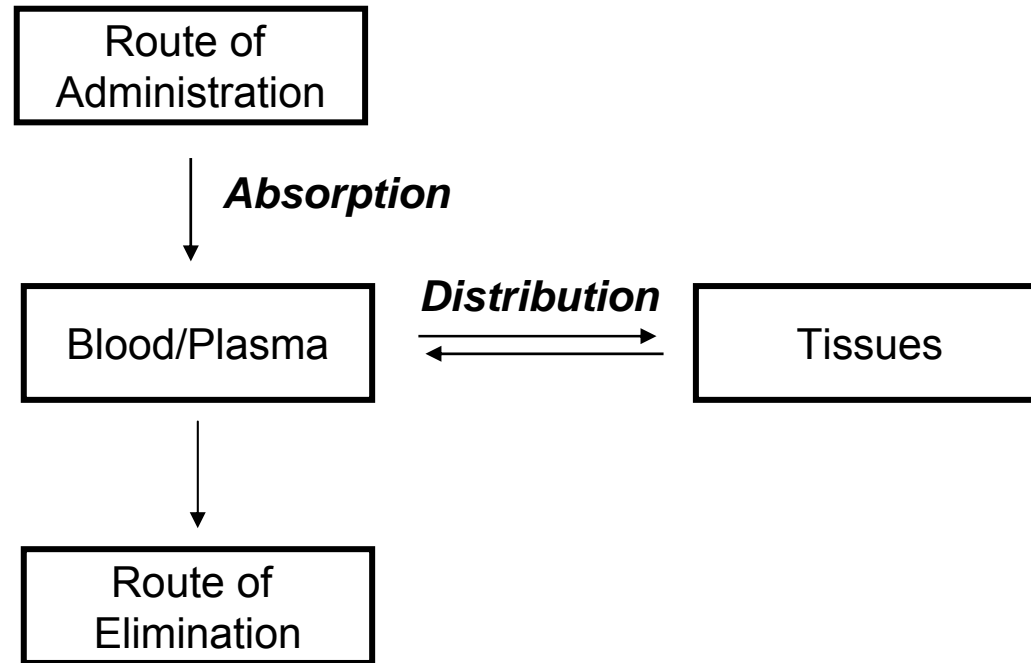 Route of
Administration
Absorption
Distribution
Blood/Plasma
Tissues
Route of
Elimination